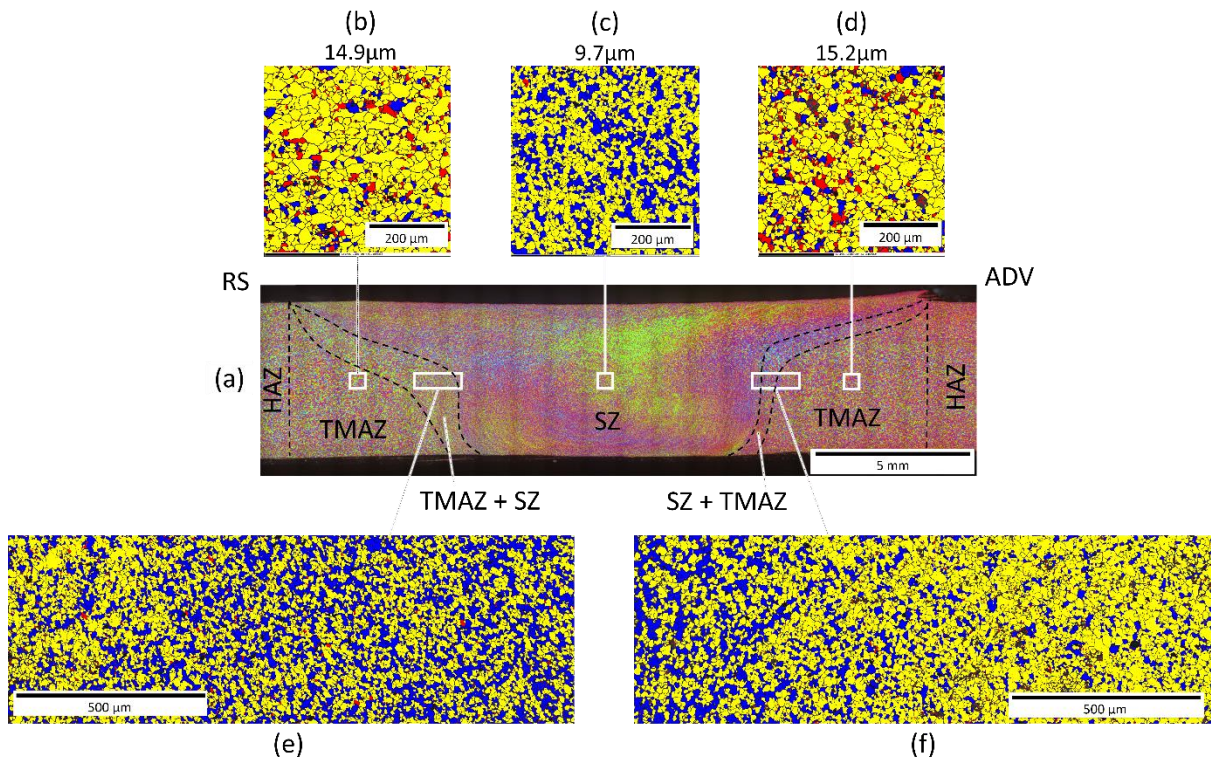 (b)
(c)
(d)
14.9µm
9.7µm
15.2µm
200 µm
200 µm
200 µm
RS
ADV
(a)
HAZ
TMAZ
SZ
TMAZ
HAZ
5 mm
TMAZ + SZ
SZ + TMAZ
500 µm
500 µm
(e)
(f)